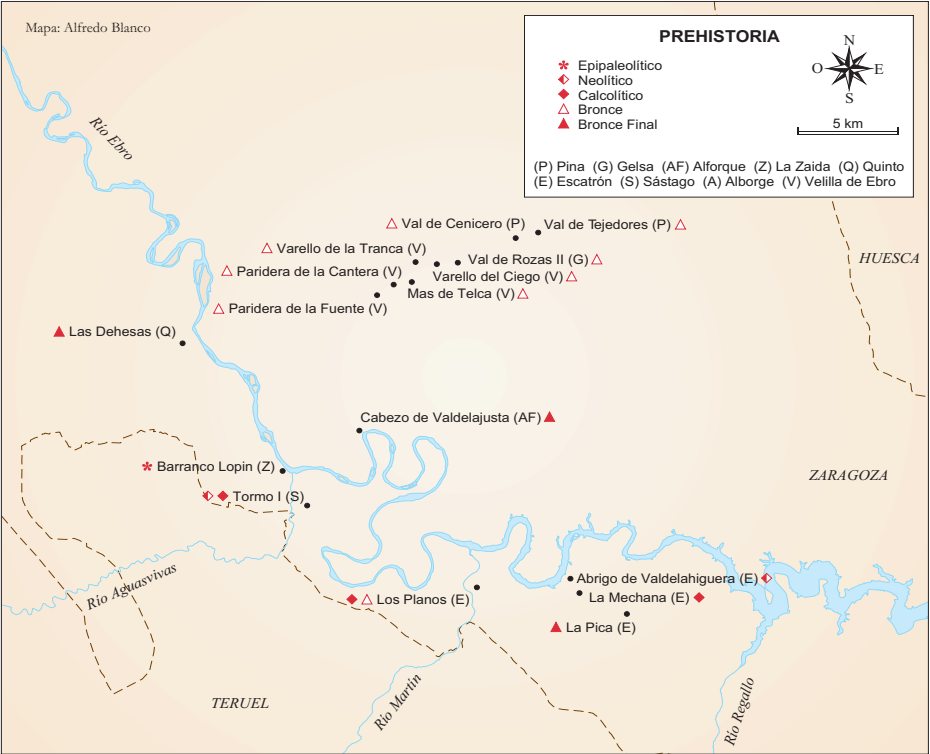 Mapa: Alfredo Blanco
PREHISTORIA
Epipaleolítico
Neolítico
Calcolítico
Bronce
Bronce Final
N
O
E
S
5 km
(P) Pina (G) Gelsa (AF) Alforque (Z) La Zaida (Q) Quinto
(E) Escatrón (S) Sástago (A) Alborge (V) Velilla de Ebro
Río Ebro
Val de Cenicero (P)
Val de Tejedores (P)
Varello de la Tranca (V)
Val de Rozas II (G)
HUESCA
Paridera de la Cantera (V)
Varello del Ciego (V)
Mas de Telca (V)
Paridera de la Fuente (V)
Las Dehesas (Q)
Cabezo de Valdelajusta (AF)
Barranco Lopin (Z)
ZARAGOZA
Tormo I (S)
Río Aguasvivas
Abrigo de Valdelahiguera (E)
La Mechana (E)
Los Planos (E)
La Pica (E)
TERUEL
Río Martín
Río Regallo